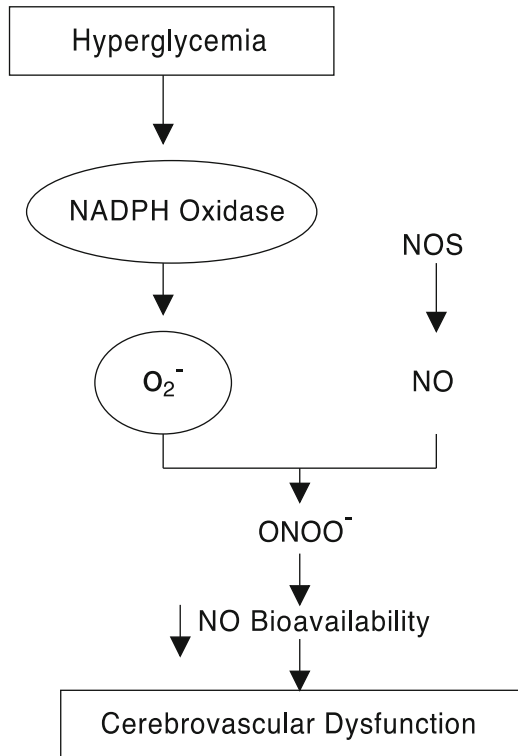 Hyperglycemia
NADPH Oxidase
NOS
O₂⁻
NO
ONOO⁻
NO Bioavailability
Cerebrovascular Dysfunction